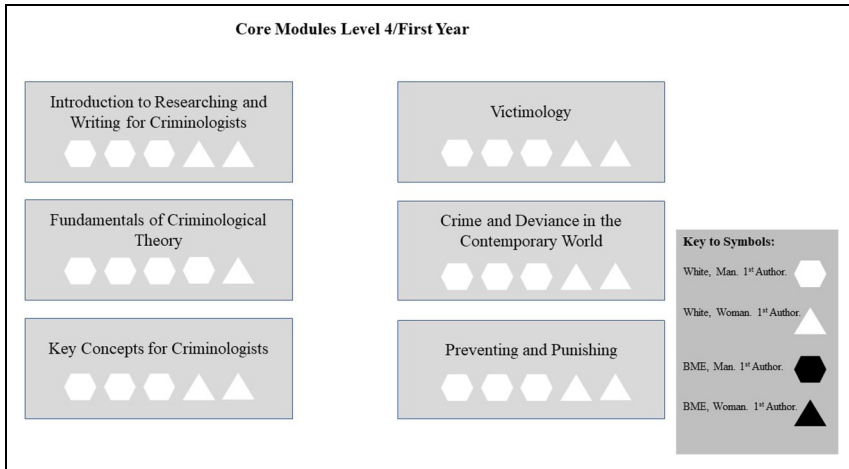 Core Modules Level 4/First Year
Introduction to Researching and
Writing for Criminologists
Victimology
Fundamentals of Criminological
Theory
Crime and Deviance in the
Contemporary World
Key Concepts for Criminologists
Preventing and Punishing
Key to Symbols:
White, Man. 1st Author.
White, Woman. 1st Author.
BME, Man. 1st Author.
BME, Woman. 1st Author.